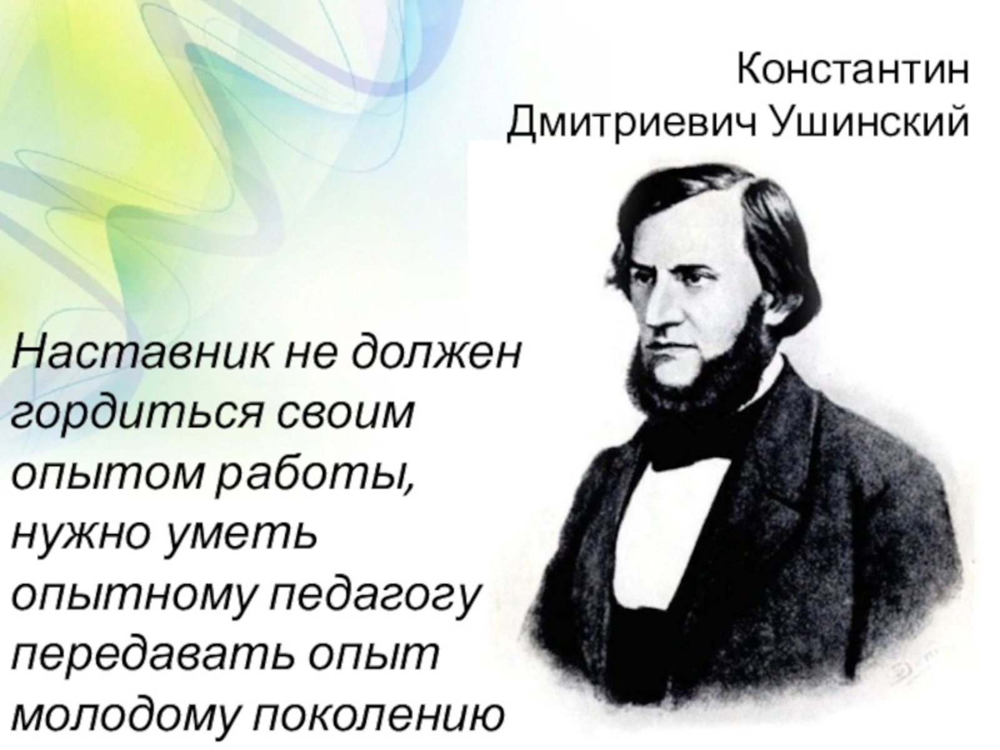 Константин
Дмитриевич Ушинский
Наставник не должен
гордиться своим
опытом работы,
нужно уметь
опытному педагогу
передавать опыт
молодому поколению